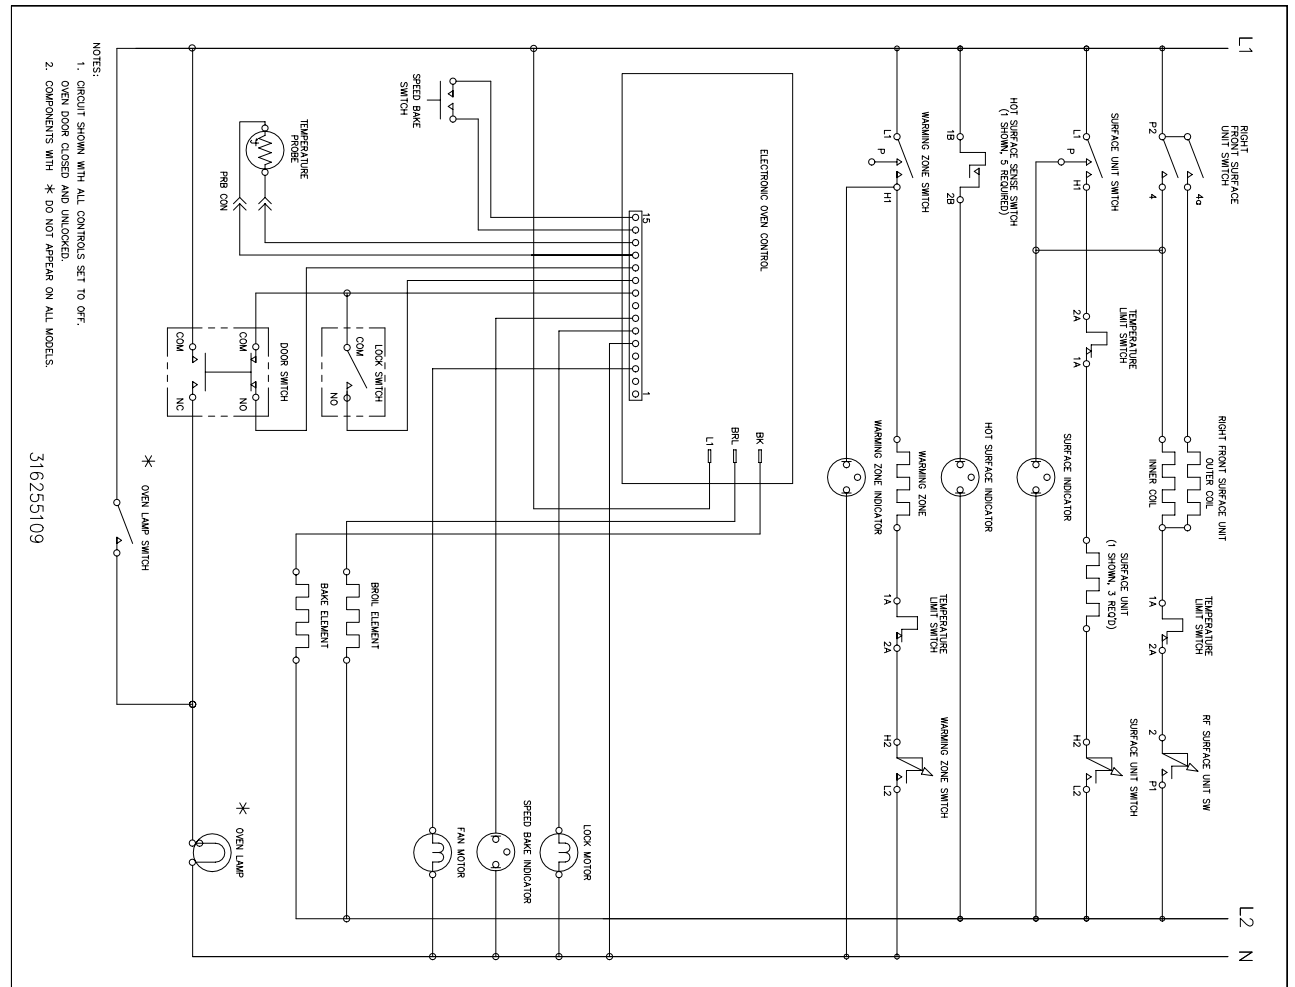 L1
L2
N
RIGHT
FRONT SURFACE
UNIT SWITCH
P2
4a
4
RIGHT FRONT SURFACE UNIT
OUTER COIL
INNER COIL
TEMPERATURE
LIMIT SWITCH
1A
2A
RF SURFACE UNIT SW
2
P1
SURFACE UNIT SWITCH
L1
P
H1
TEMPERATURE
LIMIT SWITCH
2A
1A
SURFACE UNIT
(1 SHOWN, 3 REQ'D)
SURFACE UNIT SWITCH
H2
L2
SURFACE INDICATOR
HOT SURFACE SENSE SWITCH
(1 SHOWN, 5 REQUIRED)
1B
2B
HOT SURFACE INDICATOR
WARMING ZONE SWITCH
L1
P
H1
WARMING ZONE
TEMPERATURE
LIMIT SWITCH
1A
2A
WARMING ZONE SWITCH
H2
L2
WARMING ZONE INDICATOR
ELECTRONIC OVEN CONTROL
BK
BRL
L1
15
1
SPEED BAKE
SWITCH
LOCK MOTOR
SPEED BAKE INDICATOR
FAN MOTOR
TEMPERATURE
PROBE
PRB CON
LOCK SWITCH
COM
NO
BROIL ELEMENT
BAKE ELEMENT
DOOR SWITCH
COM
NO
COM
NC
* OVEN LAMP
* OVEN LAMP SWITCH
NOTES:
1. CIRCUIT SHOWN WITH ALL CONTROLS SET TO OFF.
OVEN DOOR CLOSED AND UNLOCKED.
2. COMPONENTS WITH * DO NOT APPEAR ON ALL MODELS.
316255109